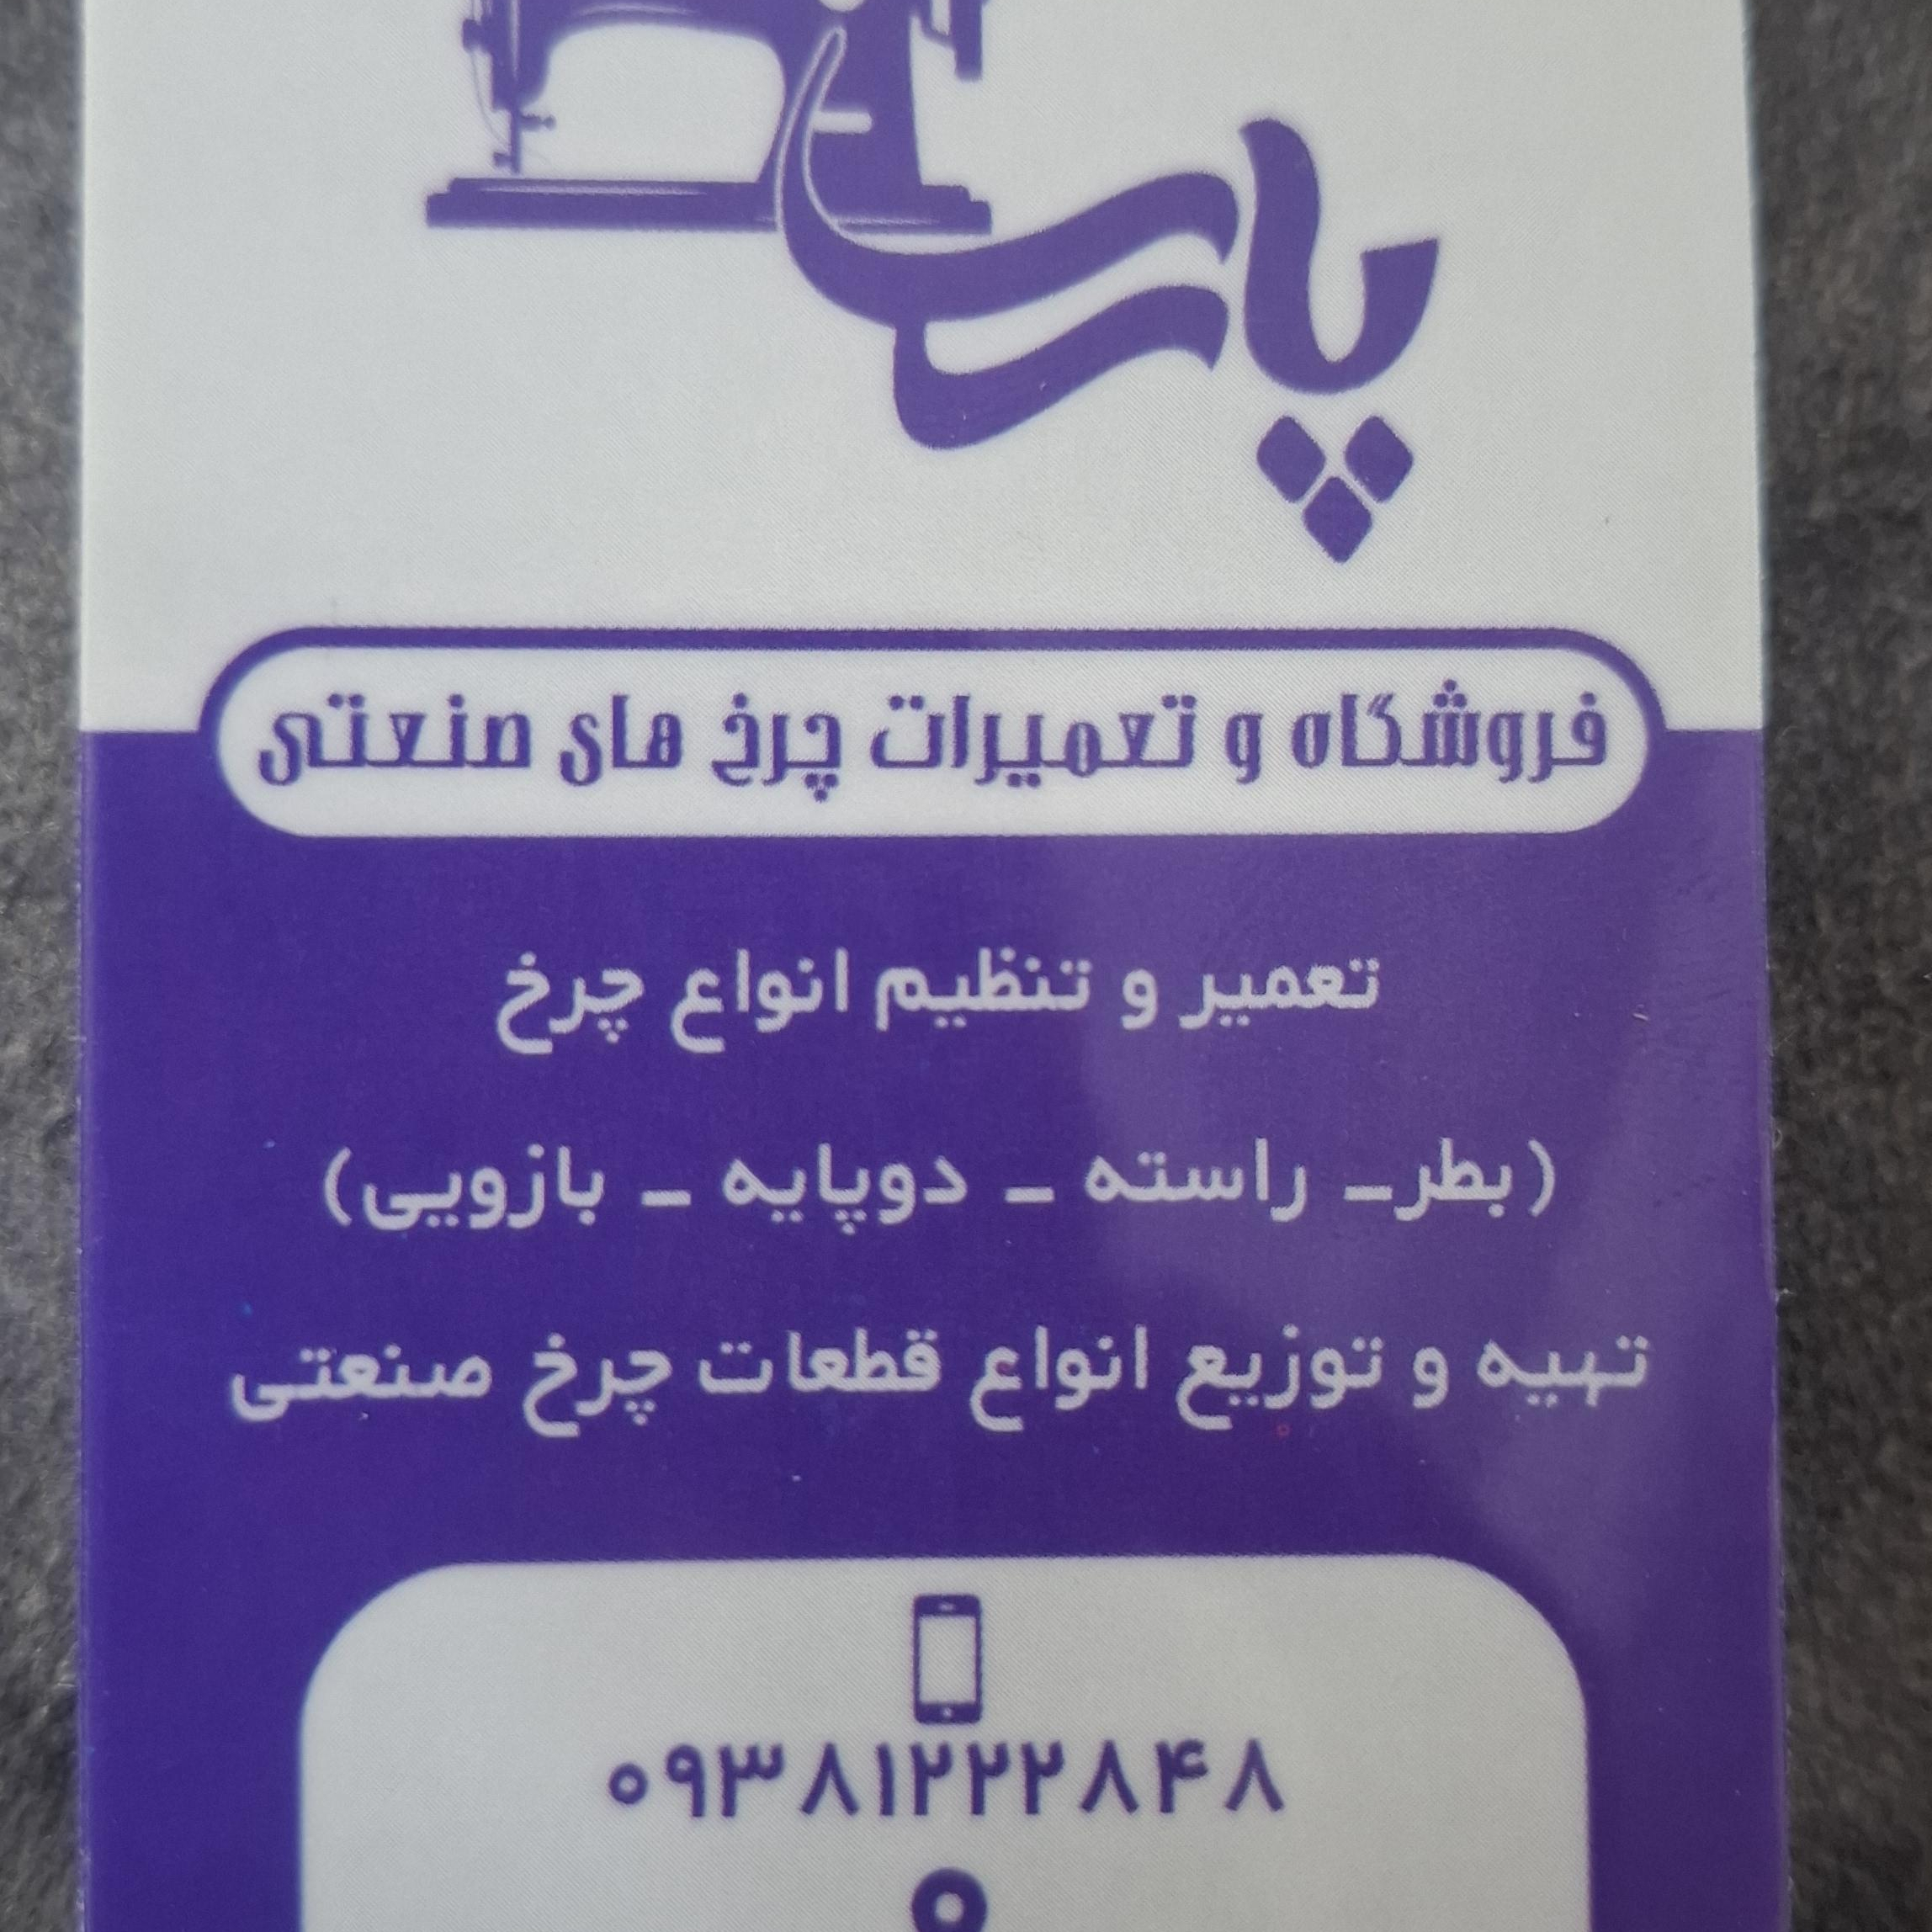 پارس
فروشگاه و تعمیرات چرخ های صنعتی
تعمیر و تنظیم انواع چرخ
(بطر– راسته – دوپایه – بازویی)
تهیه و توزیع انواع قطعات چرخ صنعتی
۰۹۳۸۱۲۲۲۸۴۸